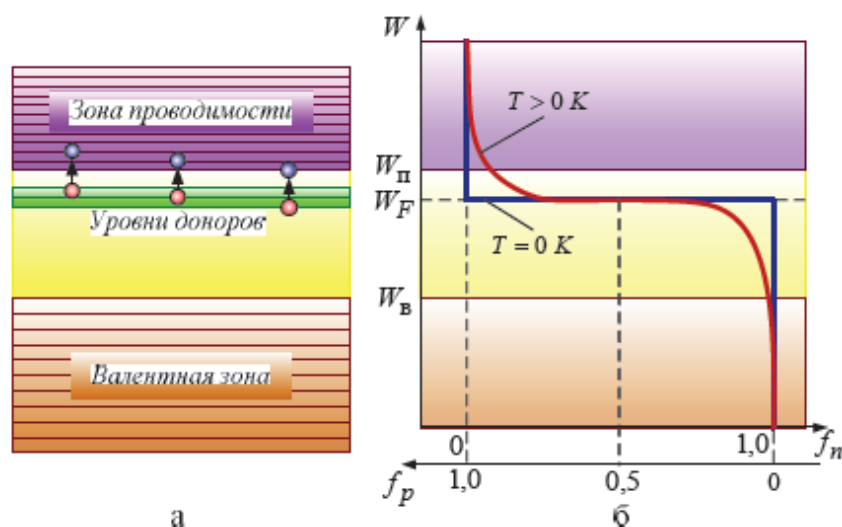 Зона проводимости
Уровни доноров
Валентная зона
а
W
T > 0 K
Wп
WF
T = 0 K
Wв
0
1,0
fn
fp
1,0
0,5
0
б